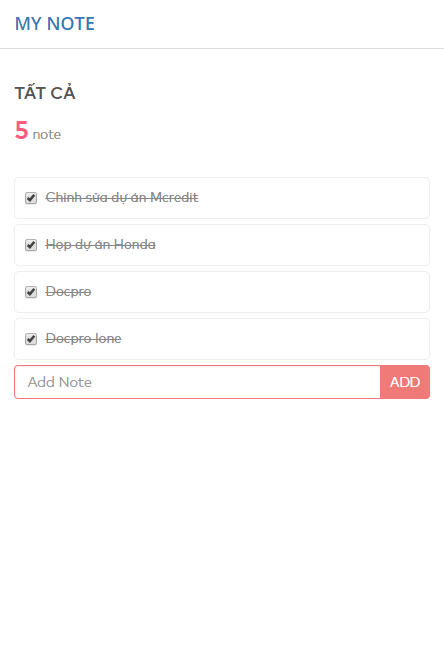 MY NOTE
TẤT CẢ
5 note
Chỉnh sửa dự án Mcredit
Họp dự án Honda
Docpro
Docpro Ione
Add Note
ADD